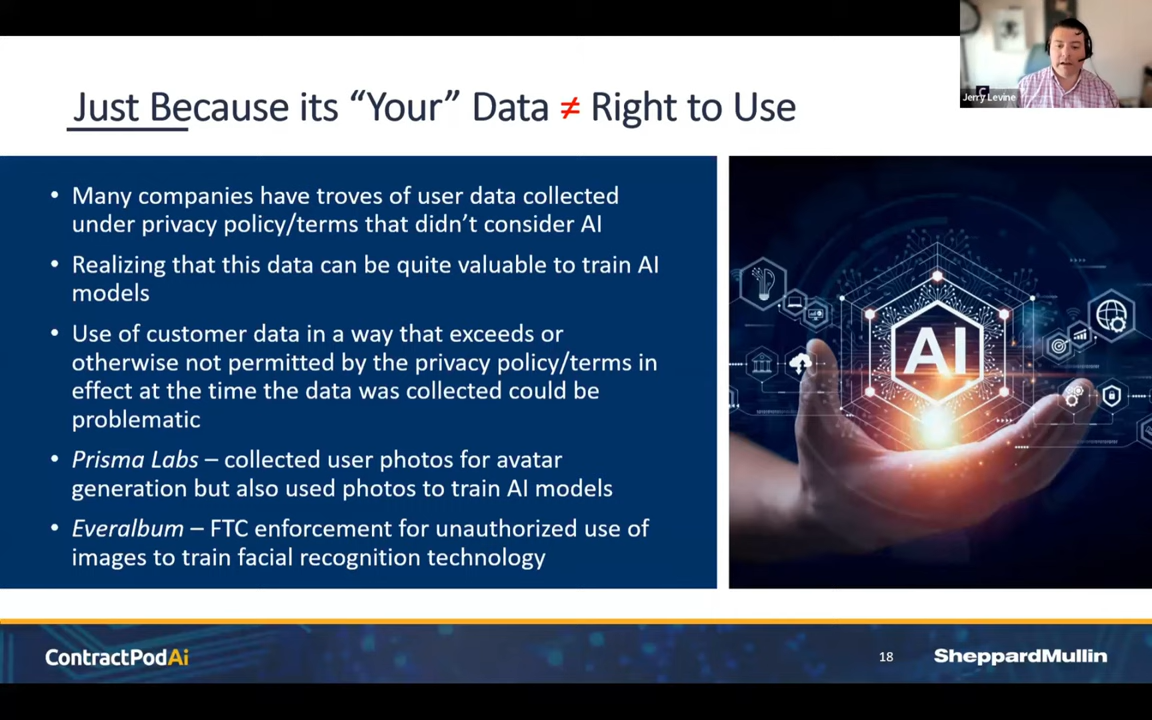 Jerry Levine
Just Because its “Your” Data ≠ Right to Use
• Many companies have troves of user data collected
under privacy policy/terms that didn’t consider AI
• Realizing that this data can be quite valuable to train AI
models
• Use of customer data in a way that exceeds or
otherwise not permitted by the privacy policy/terms in
effect at the time the data was collected could be
problematic
• Prisma Labs – collected user photos for avatar
generation but also used photos to train AI models
• Everalbum – FTC enforcement for unauthorized use of
images to train facial recognition technology
AI
ContractPodAi
18
SheppardMullin